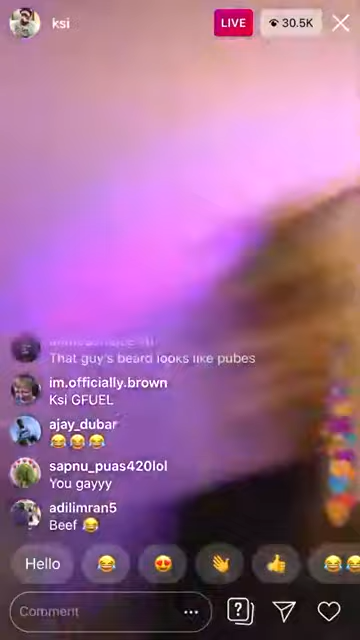 ksi
LIVE
30.5K
That guy's beard looks like pubes
im.officially.brown
Ksi GFUEL
ajay_dubar
😂😂😂
sapnu_puas420lol
You gayyy
adilimran5
Beef 😂
Hello 😂 😍 👋 👍 😂😂
Comment